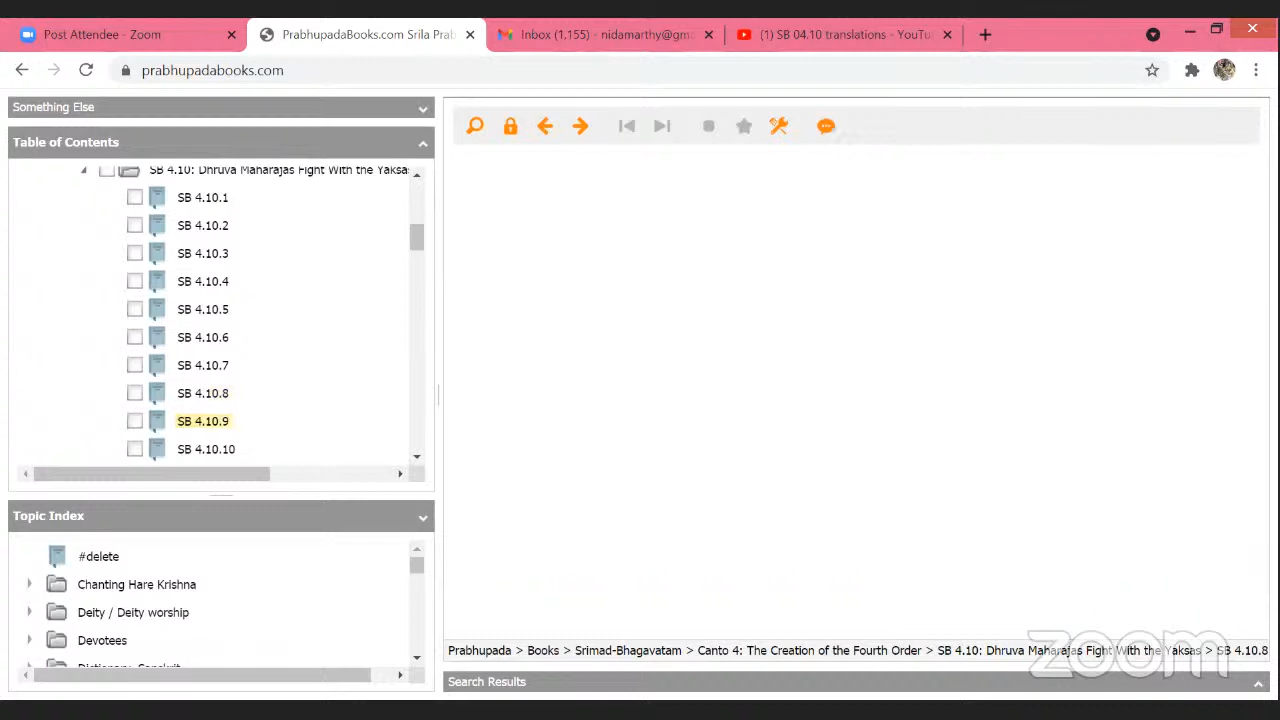 Post Attendee - Zoom
PrabhupadaBooks.com Srila Prab
Inbox (1,155) - nidamarthy@gm
(1) SB 04.10 translations - YouTu
prabhupadabooks.com
Something Else
Table of Contents
SB 4.10: Dhruva Maharajas Fight With the Yaksas
SB 4.10.1
SB 4.10.2
SB 4.10.3
SB 4.10.4
SB 4.10.5
SB 4.10.6
SB 4.10.7
SB 4.10.8
SB 4.10.9
SB 4.10.10
Topic Index
#delete
Chanting Hare Krishna
Deity / Deity worship
Devotees
Dictionary, Sanskrit
Prabhupada > Books > Srimad-Bhagavatam > Canto 4: The Creation of the Fourth Order > SB 4.10: Dhruva Maharajas Fight With the Yaksas > SB 4.10.8
zoom
Search Results